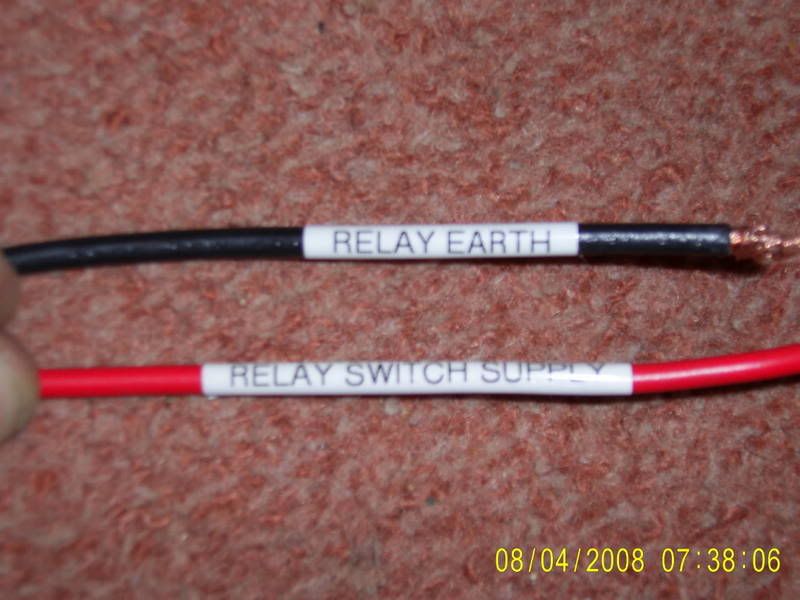 RELAY EARTH
RELAY SWITCH SUPPLY
08/04/2008 07:38:06